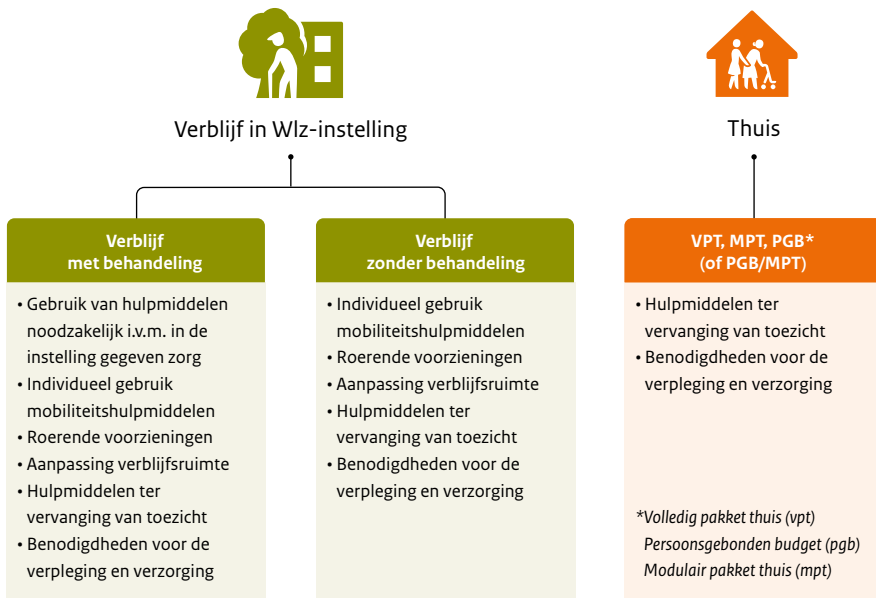 Verblijf in Wlz-instelling
Thuis
Verblijf
met behandeling
• Gebruik van hulpmiddelen
noodzakelijk i.v.m. in de
instelling gegeven zorg
• Individueel gebruik
mobiliteitshulpmiddelen
• Roerende voorzieningen
• Aanpassing verblijfsruimte
• Hulpmiddelen ter
vervanging van toezicht
• Benodigdheden voor de
verpleging en verzorging
Verblijf
zonder behandeling
• Individueel gebruik
mobiliteitshulpmiddelen
• Roerende voorzieningen
• Aanpassing verblijfsruimte
• Hulpmiddelen ter
vervanging van toezicht
• Benodigdheden voor de
verpleging en verzorging
VPT, MPT, PGB*
(of PGB/MPT)
• Hulpmiddelen ter
vervanging van toezicht
• Benodigdheden voor de
verpleging en verzorging
*Volledig pakket thuis (vpt)
Persoonsgebonden budget (pgb)
Modulair pakket thuis (mpt)